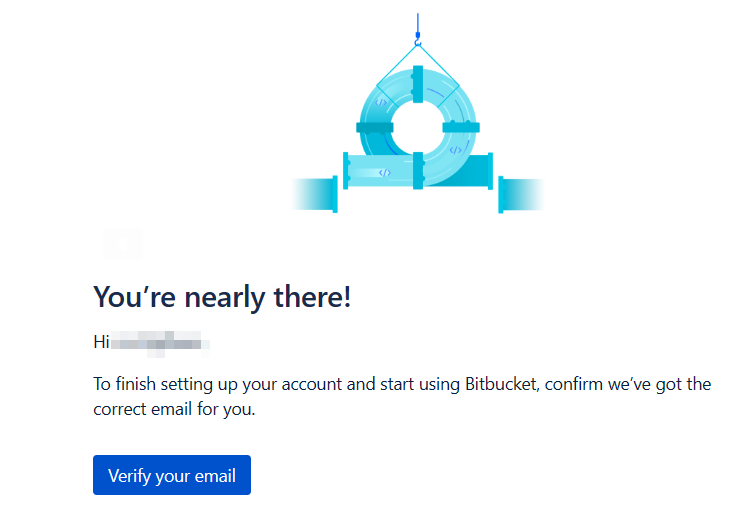 </>
</>
</>
You're nearly there!
Hi
To finish setting up your account and start using Bitbucket, confirm we've got the
correct email for you.
Verify your email